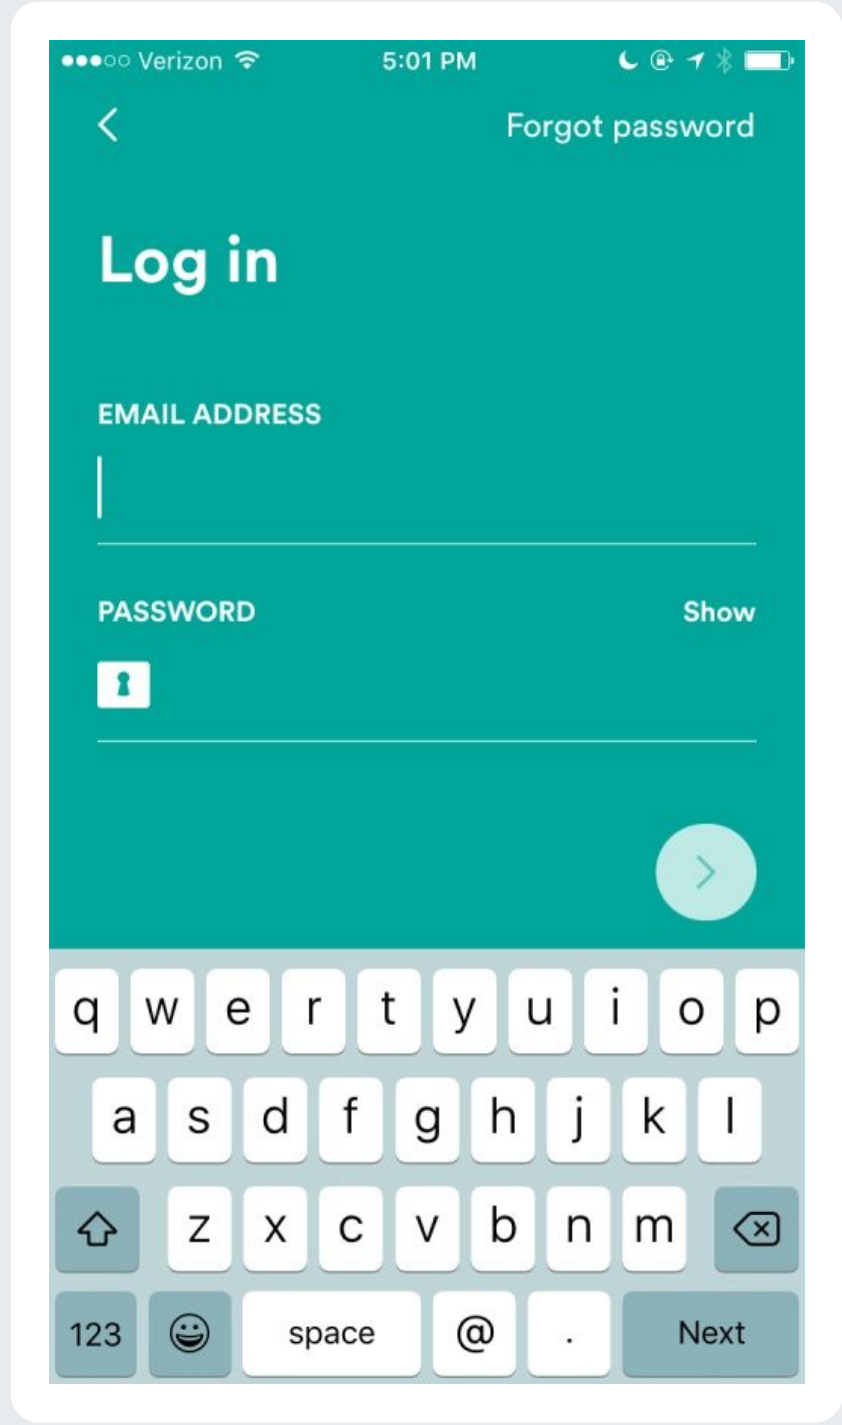 Verizon 5:01 PM
Forgot password
Log in
EMAIL ADDRESS
PASSWORD Show
q w e r t y u i o p
a s d f g h j k l
z x c v b n m
123 space @ . Next